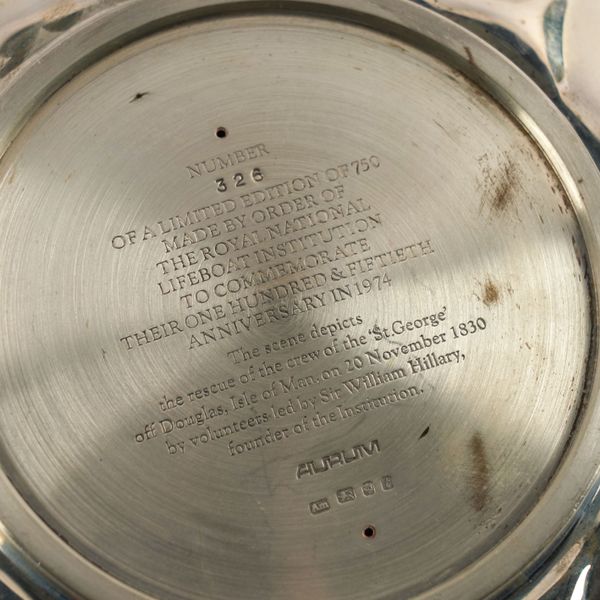 NUMBER
326
OF A LIMITED EDITION OF 750
MADE BY ORDER OF
THE ROYAL NATIONAL
LIFEBOAT INSTITUTION
TO COMMEMORATE
THEIR ONE HUNDRED & FIFTIETH
ANNIVERSARY IN 1974
The scene depicts
the rescue of the crew of the 'St.George'
off Douglas, Isle of Man, on 20 November 1830
by volunteers led by Sir William Hillary,
founder of the Institution.
AURUM